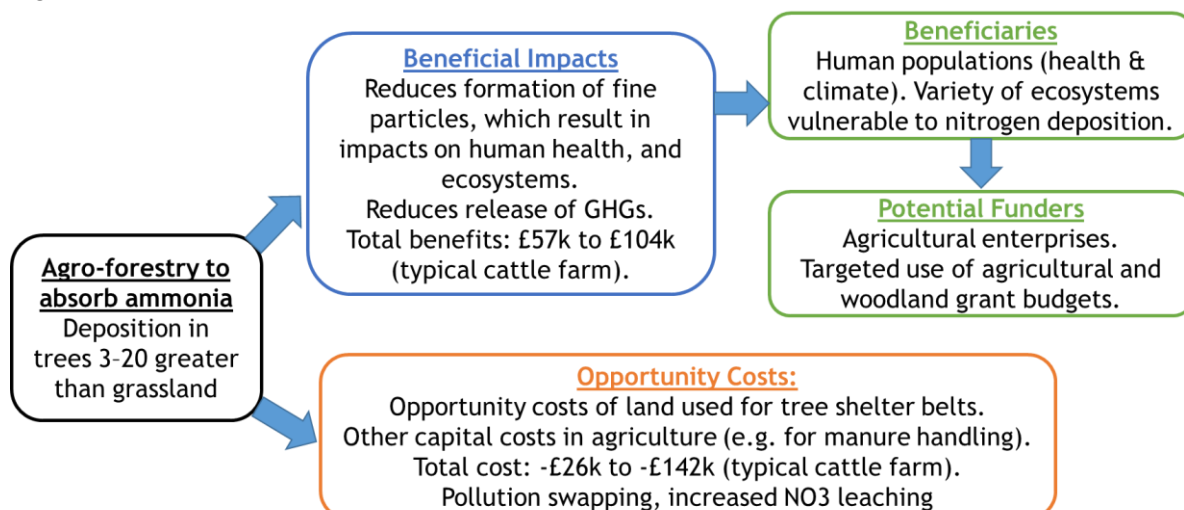 Agro-forestry to
absorb ammonia
Deposition in
trees 3–20 greater
than grassland
Beneficial Impacts
Reduces formation of fine
particles, which result in
impacts on human health, and
ecosystems.
Reduces release of GHGs.
Total benefits: £57k to £104k
(typical cattle farm).
Beneficiaries
Human populations (health &
climate). Variety of ecosystems
vulnerable to nitrogen deposition.
Potential Funders
Agricultural enterprises.
Targeted use of agricultural and
woodland grant budgets.
Opportunity Costs:
Opportunity costs of land used for tree shelter belts.
Other capital costs in agriculture (e.g. for manure handling).
Total cost: -£26k to -£142k (typical cattle farm).
Pollution swapping, increased NO3 leaching